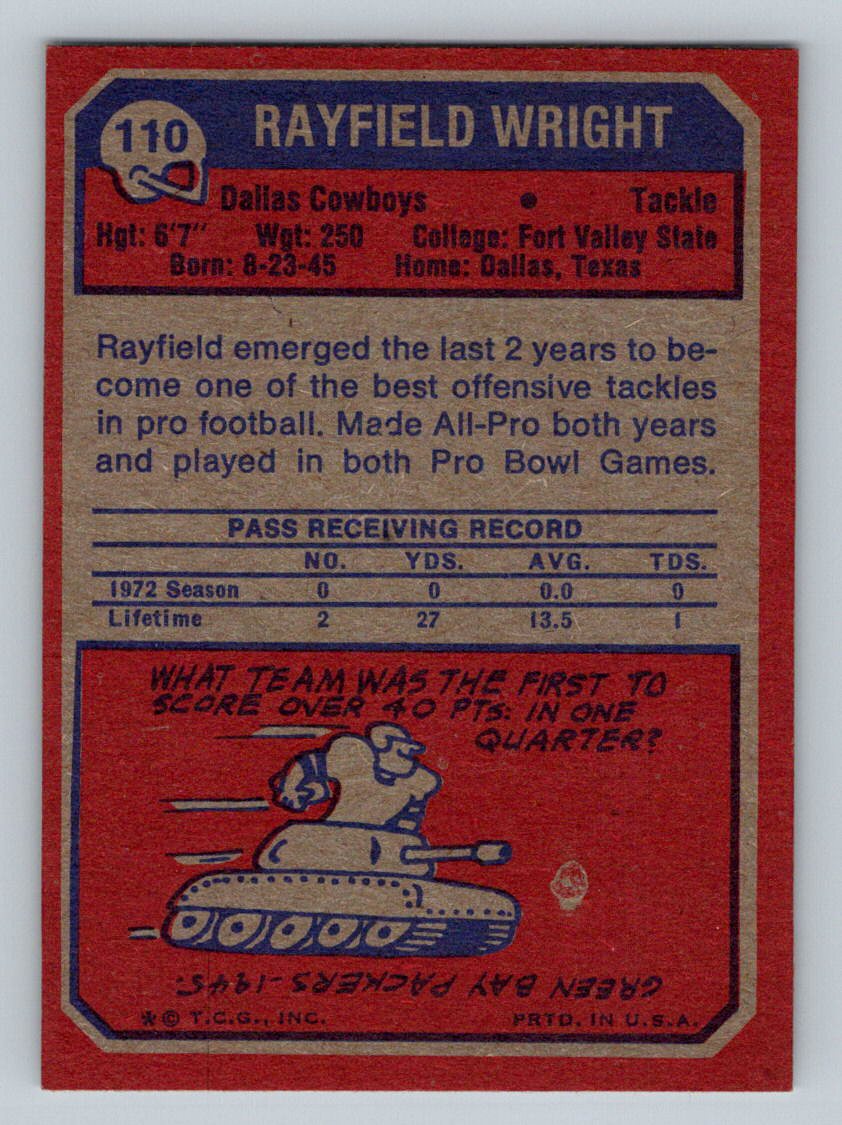 110
RAYFIELD WRIGHT
Dallas Cowboys • Tackle
Hgt: 6'7" Wgt: 250 College: Fort Valley State
Born: 8-23-45 Home: Dallas, Texas
Rayfield emerged the last 2 years to be-
come one of the best offensive tackles
in pro football. Made All-Pro both years
and played in both Pro Bowl Games.
PASS RECEIVING RECORD
NO. YDS. AVG. TDS.
1972 Season 0 0 0.0 0
Lifetime 2 27 13.5 1
WHAT TEAM WAS THE FIRST TO
SCORE OVER 40 PTS: IN ONE
QUARTER?
GREEN BAY PACKERS-1945.
* © T.C.G., INC. PRTD. IN U.S.A.